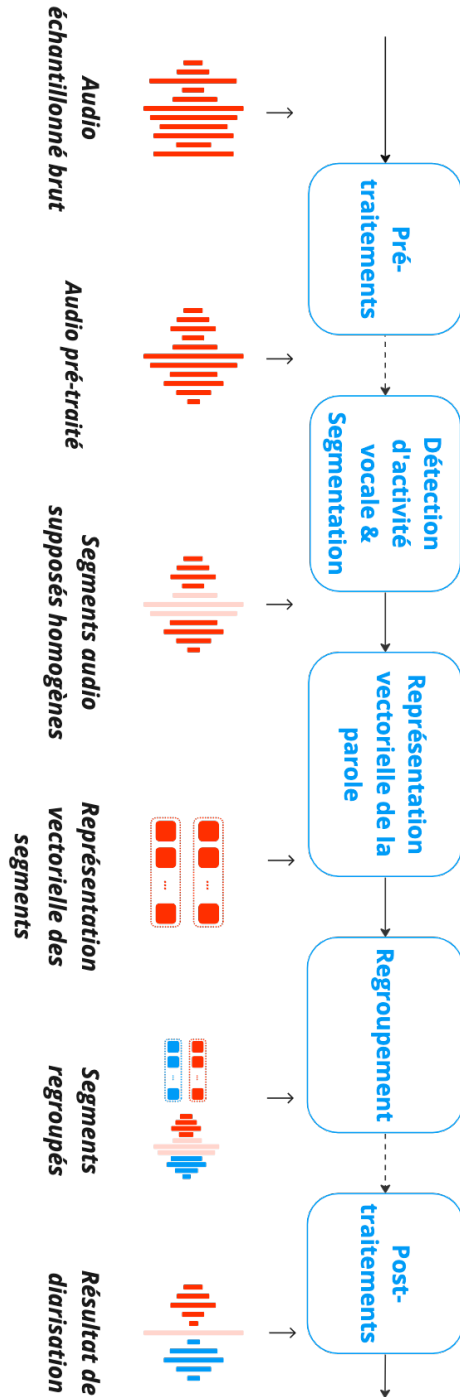 Pré-
traitements
Détection
d'activité
vocale &
Segmentation
Représentation
vectorielle de la
parole
Regroupement
Post-
traitements
Audio
échantillonné brut
Audio pré-traité
Segments audio
supposés homogènes
Représentation
vectorielle des
segments
Segments
regroupés
Résultat de
diarisation